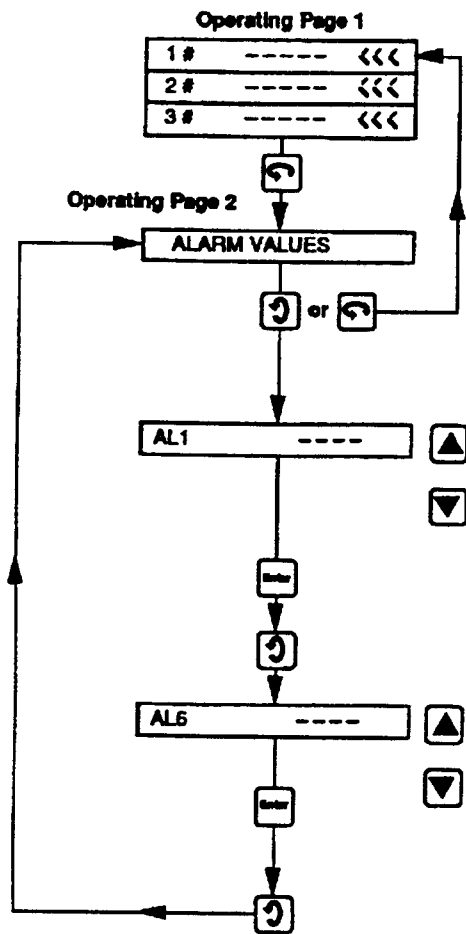 Operating Page 1
1 # ----- <<<
2 # ----- <<<
3 # ----- <<<
Operating Page 2
ALARM VALUES
or
AL1 ----
Enter
AL6 ----
Enter